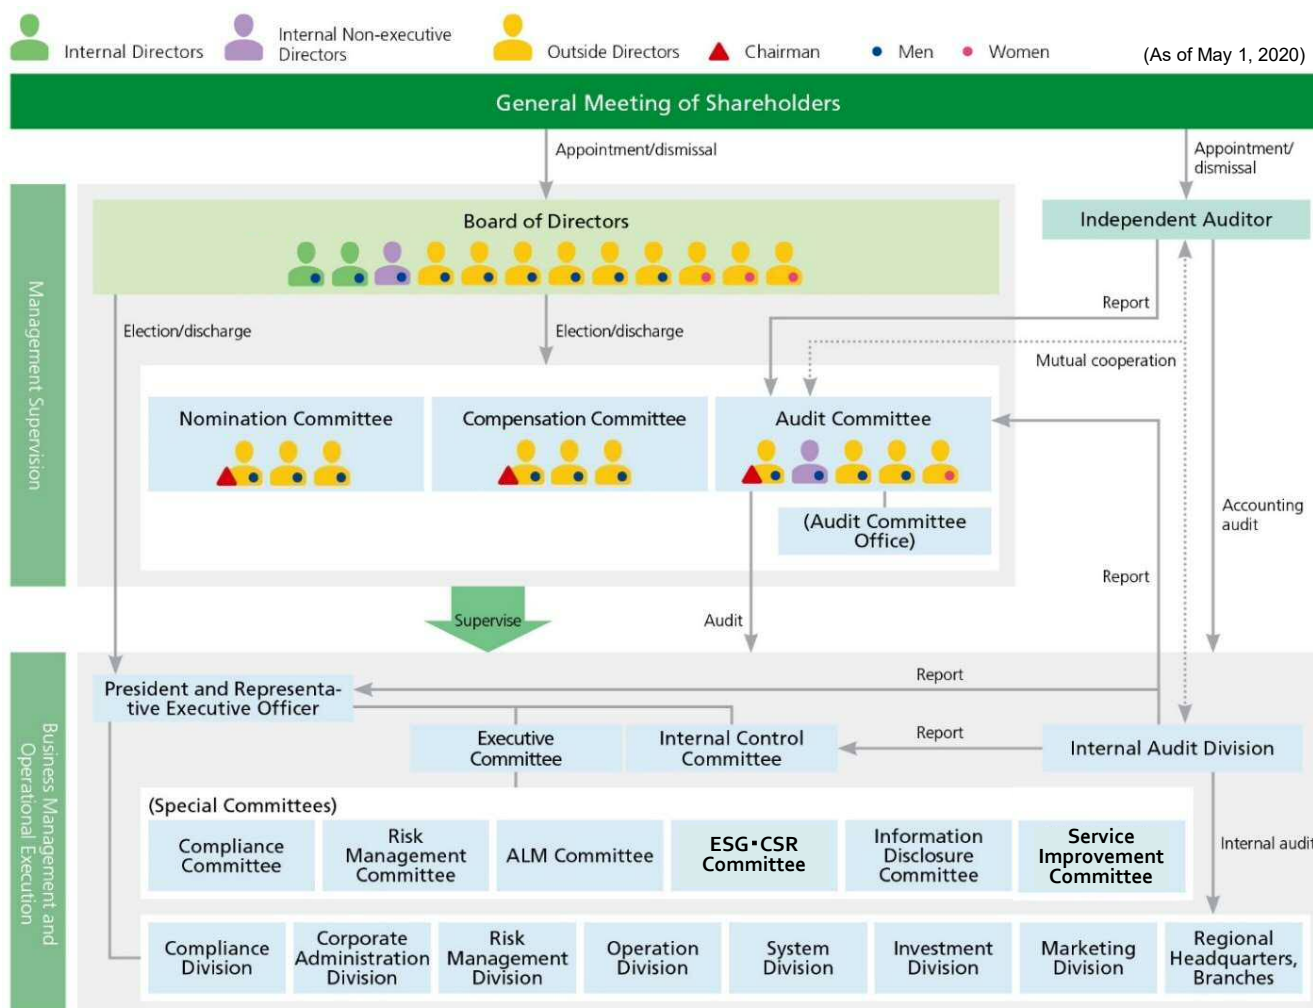 Internal Directors
Internal Non-executive
Directors
Outside Directors
Chairman
Men
Women
(As of May 1, 2020)
General Meeting of Shareholders
Appointment/dismissal
Appointment/
dismissal
Management Supervision
Board of Directors
Independent Auditor
Election/discharge
Election/discharge
Report
Mutual cooperation
Nomination Committee
Compensation Committee
Audit Committee
(Audit Committee
Office)
Accounting
audit
Report
Supervise
Audit
Business Management and
Operational Execution
President and Representa-
tive Executive Officer
Report
Executive
Committee
Internal Control
Committee
Report
Internal Audit Division
(Special Committees)
Compliance
Committee
Risk
Management
Committee
ALM Committee
ESG・CSR
Committee
Information
Disclosure
Committee
Service
Improvement
Committee
Internal audit
Compliance
Division
Corporate
Administration
Division
Risk
Management
Division
Operation
Division
System
Division
Investment
Division
Marketing
Division
Regional
Headquarters,
Branches